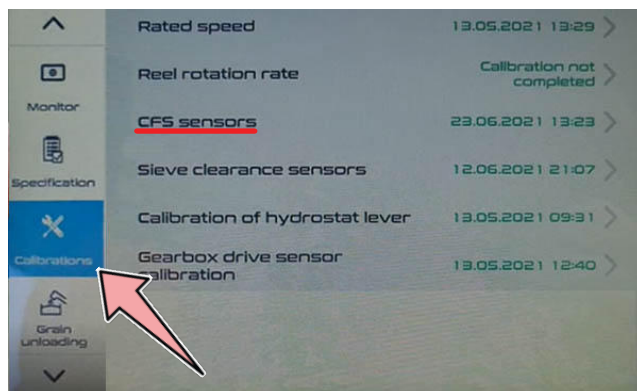 Rated speed 13.05.2021 13:29
Reel rotation rate Calibration not
completed
Monitor
CFS sensors 23.06.2021 13:23
Specification
Sieve clearance sensors 12.06.2021 21:07
Calibration of hydrostat lever 13.05.2021 09:31
Calibrations
Gearbox drive sensor
calibration 13.05.2021 12:40
Grain
unloading